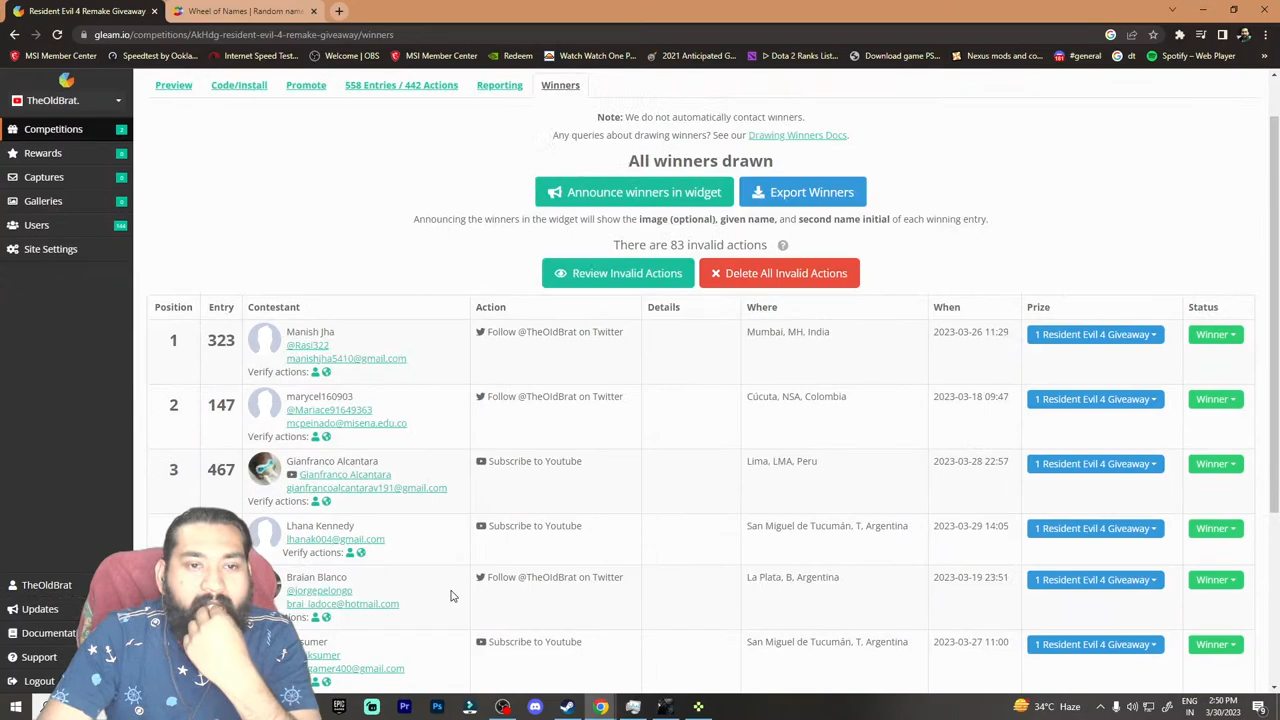 Resident Evil 4 Remake Giveaway
Wheel of Names | Random name
gleam.io/competitions/AkHdg-resident-evil-4-remake-giveaway/winners
MSI Member Center
Speedtest by Ookla...
Internet Speed Test...
Welcome | OBS
MSI Member Center
Redeem
Watch Watch One P...
2021 Anticipated G...
Dota 2 Ranks List...
Download game PS...
Nexus mods and co...
#general
dt
Spotify – Web Player
TheOldBrat.
Preview
Code/Install
Promote
558 Entries / 442 Actions
Reporting
Winners
Competitions 2
Rewards 0
Captures 0
Galleries 0
Users 144
Site Settings
Note: We do not automatically contact winners.
Any queries about drawing winners? See our Drawing Winners Docs.
All winners drawn
Announce winners in widget
Export Winners
Announcing the winners in the widget will show the image (optional), given name, and second name initial of each winning entry.
There are 83 invalid actions
Review Invalid Actions
Delete All Invalid Actions
Position Entry Contestant Action Details Where When Prize Status
1 323 Manish Jha Follow @TheOldBrat on Twitter Mumbai, MH, India 2023-03-26 11:29 1 Resident Evil 4 Giveaway Winner
@Rasi322
manishjha5410@gmail.com
Verify actions:
2 147 marycel160903 Follow @TheOldBrat on Twitter Cúcuta, NSA, Colombia 2023-03-18 09:47 1 Resident Evil 4 Giveaway Winner
@Mariace91649363
mcpeinado@misena.edu.co
Verify actions:
3 467 Gianfranco Alcantara Subscribe to Youtube Lima, LMA, Peru 2023-03-28 22:57 1 Resident Evil 4 Giveaway Winner
Gianfranco Alcantara
gianfrancoalcantarav191@gmail.com
Verify actions:
Lhana Kennedy Subscribe to Youtube San Miguel de Tucumán, T, Argentina 2023-03-29 14:05 1 Resident Evil 4 Giveaway Winner
lhanak004@gmail.com
Verify actions:
Braian Blanco Follow @TheOldBrat on Twitter La Plata, B, Argentina 2023-03-19 23:51 1 Resident Evil 4 Giveaway Winner
@jorgepelongo
brai_ladoce@hotmail.com
Subscribe to Youtube San Miguel de Tucumán, T, Argentina 2023-03-27 11:00 1 Resident Evil 4 Giveaway Winner
TheOldBrat
Updates
Documentat
Support
Logout
34°C Haze
ENG
IN
2:50 PM
3/30/2023